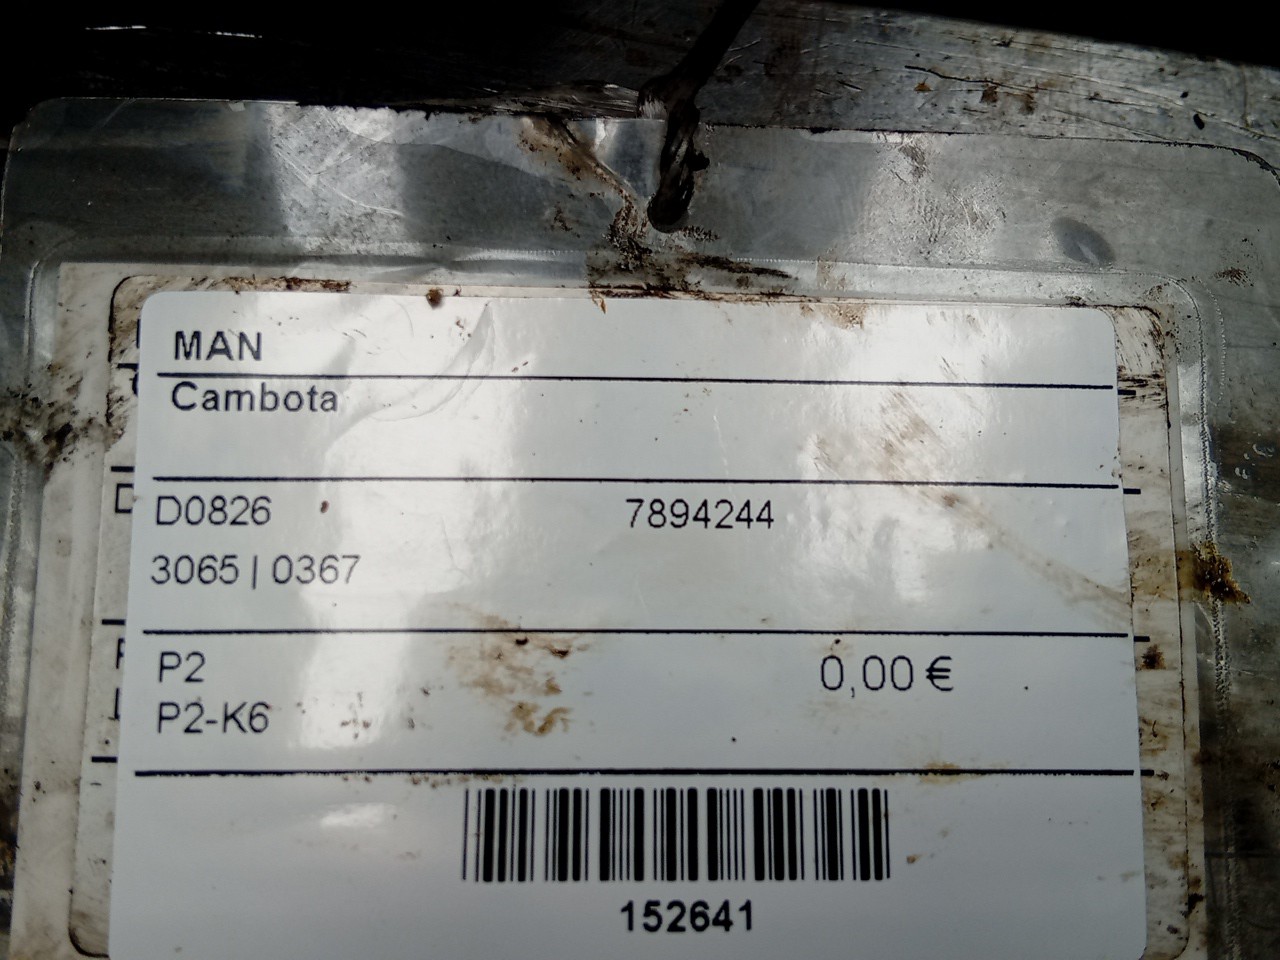 MAN
Cambota
D0826 7894244
3065 | 0367
P2 0,00 €
P2-K6
152641